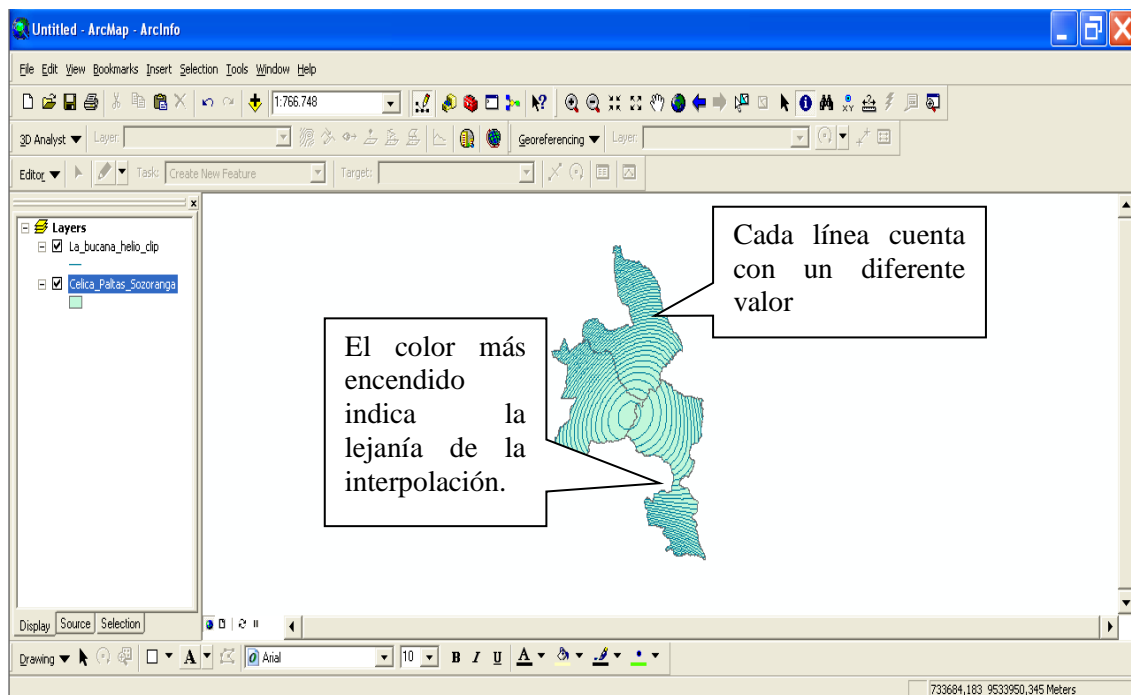 Untitled - ArcMap - ArcInfo
File Edit View Bookmarks Insert Selection Tools Window Help
1:766.748
3D Analyst Layer: Georeferencing Layer:
Editor Task: Create New Feature Target:
Layers
La_bucana_helio_clip
Celica_Paltas_Sozoranga
Cada línea cuenta
con un diferente
valor
El color más
encendido
indica la
lejanía de la
interpolación.
Display Source Selection
Drawing A Arial 10 B I U A
733684,183 9533950,345 Meters